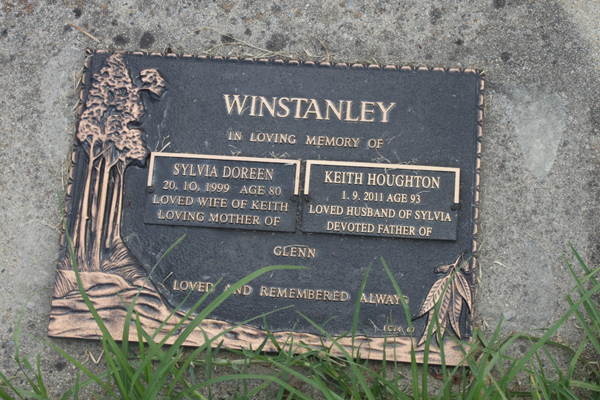 WINSTANLEY
IN LOVING MEMORY OF
SYLVIA DOREEN
20. 10. 1999 AGE 80
LOVED WIFE OF KEITH
LOVING MOTHER OF
KEITH HOUGHTON
1. 9. 2011 AGE 93
LOVED HUSBAND OF SYLVIA
DEVOTED FATHER OF
GLENN
LOVED AND REMEMBERED ALWAYS